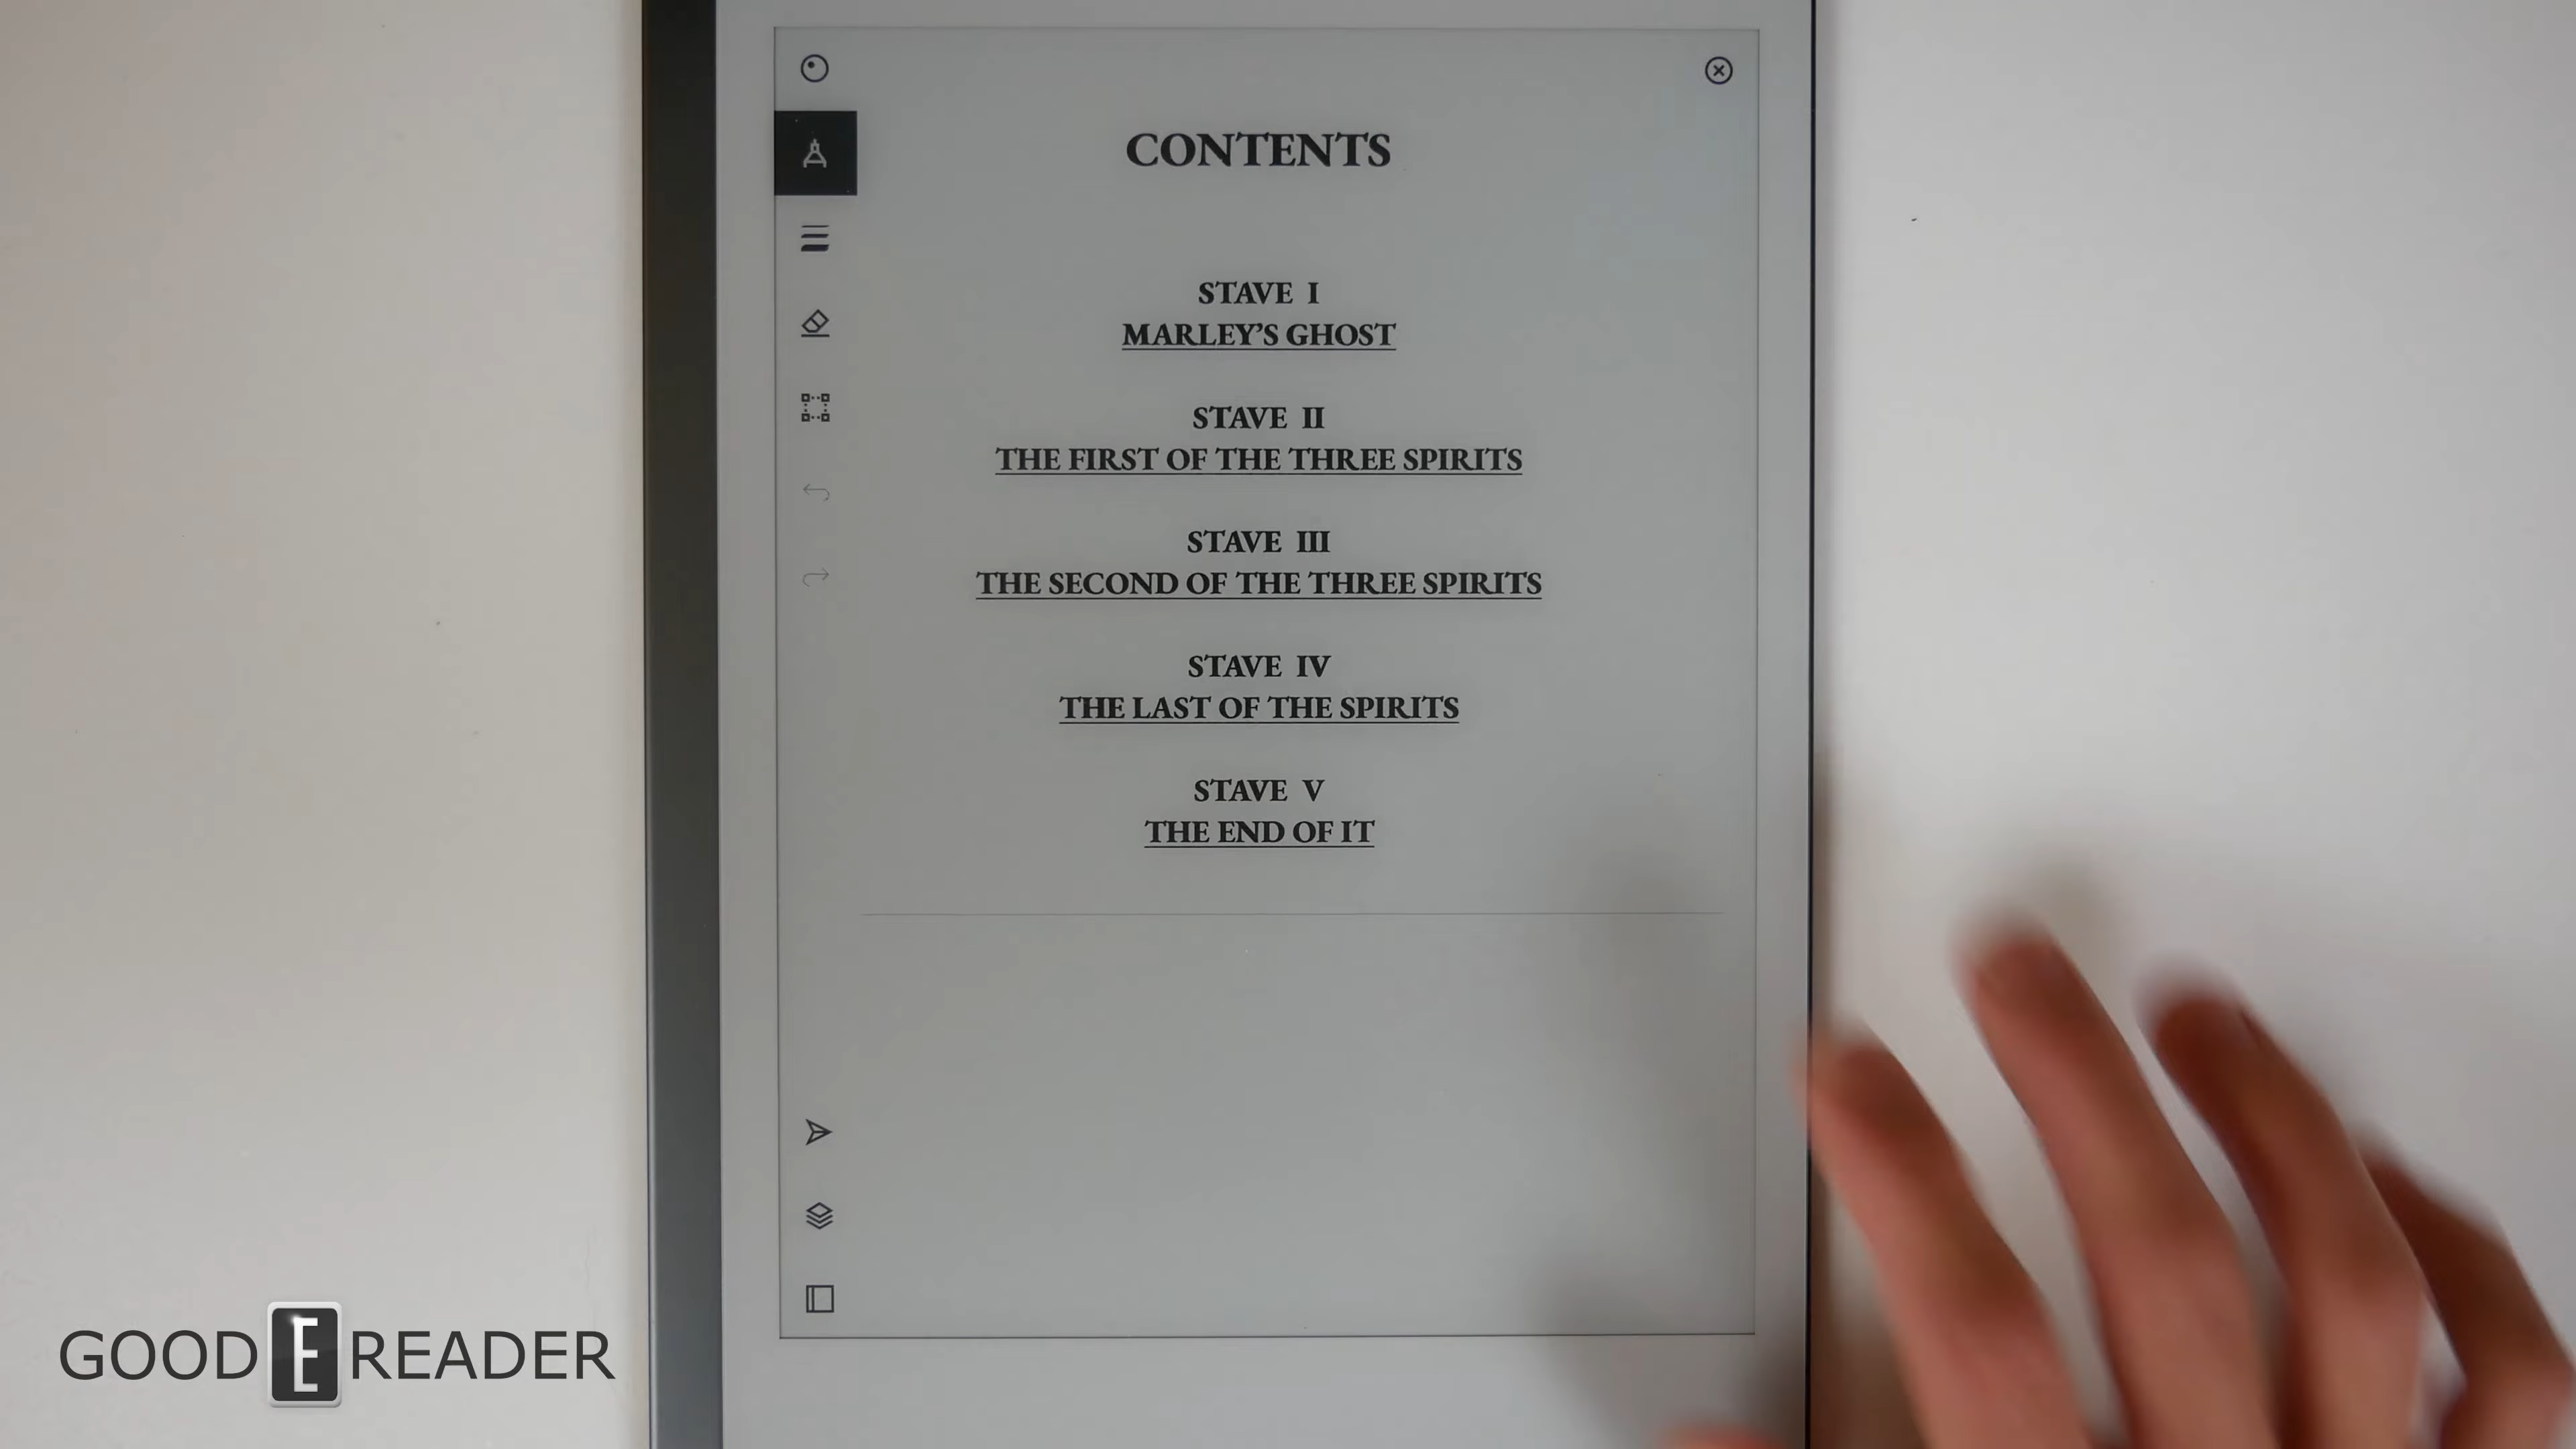 CONTENTS
STAVE I
MARLEY'S GHOST
STAVE II
THE FIRST OF THE THREE SPIRITS
STAVE III
THE SECOND OF THE THREE SPIRITS
STAVE IV
THE LAST OF THE SPIRITS
STAVE V
THE END OF IT
GOOD E READER